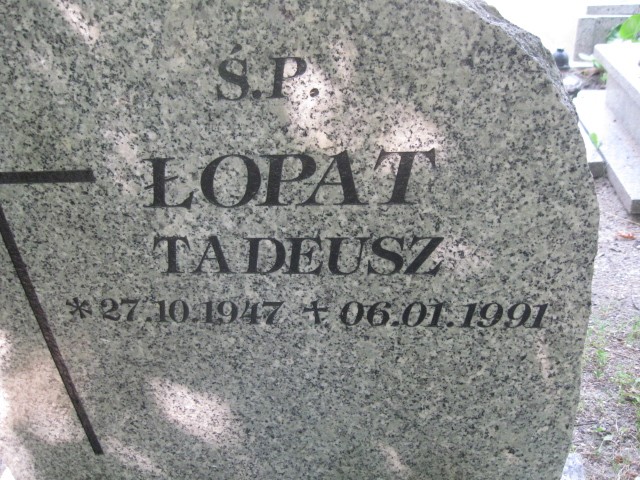 Ś.P.
ŁOPAT
TADEUSZ
* 27.10.1947 + 06.01.1991